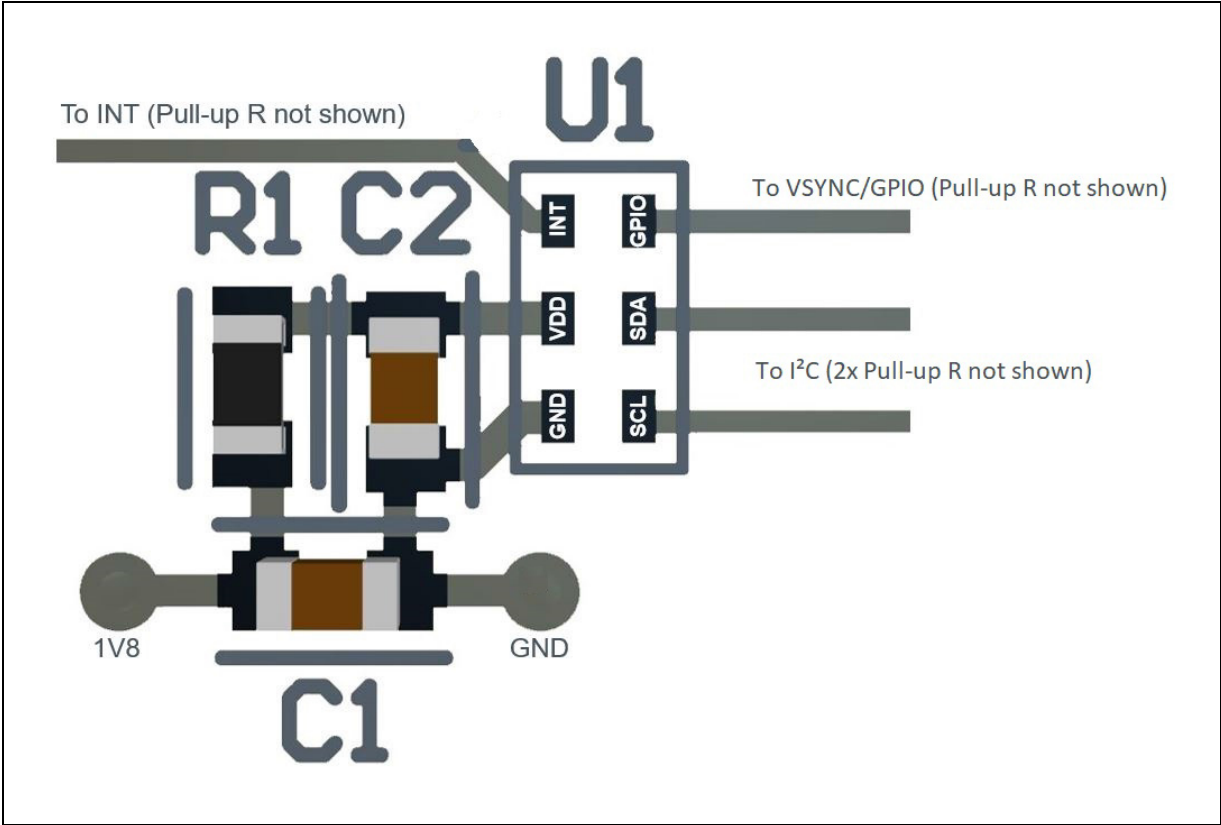 U1
To INT (Pull-up R not shown)
R1 C2
To VSYNC/GPIO (Pull-up R not shown)
INT GPIO
VDD SDA
To I²C (2x Pull-up R not shown)
GND SCL
1V8 GND
C1